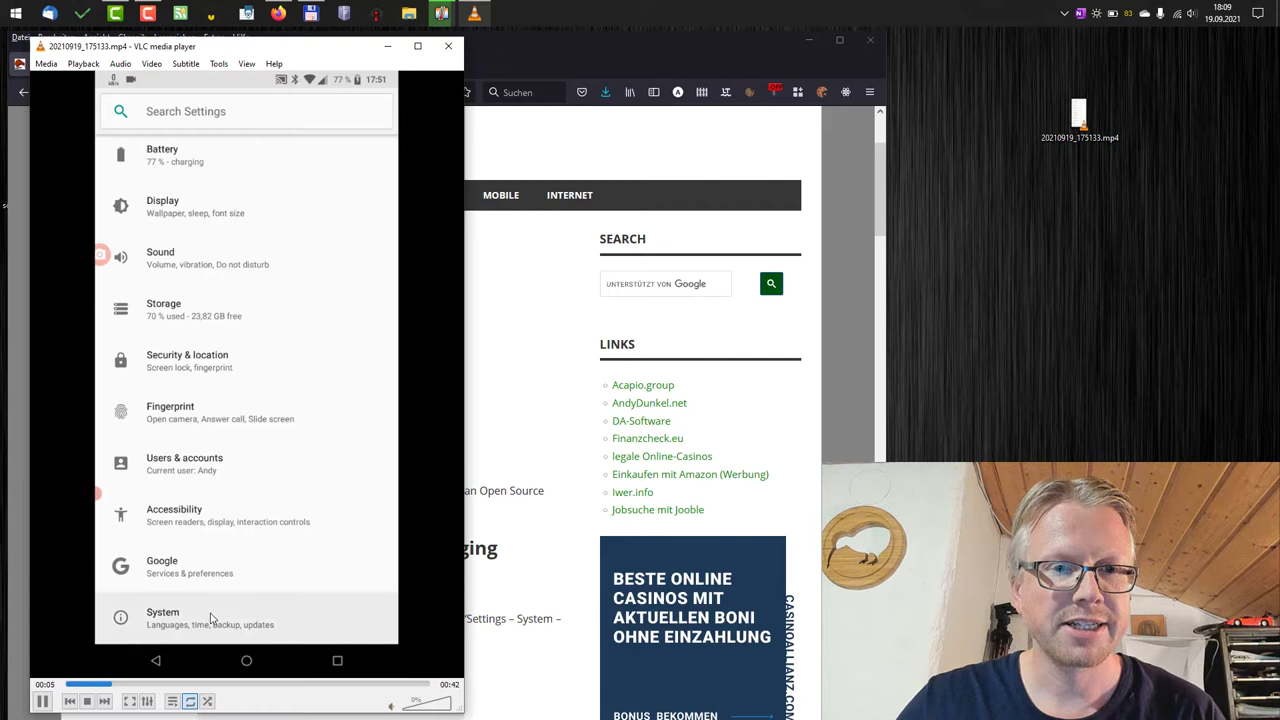 18:09
19.09.2021
83
20210919_175133.mp4 - VLC media player
Media Playback Audio Video Subtitle Tools View Help
77 % 17:51
Search Settings
Battery
77 % - charging
Display
Wallpaper, sleep, font size
Sound
Volume, vibration, Do not disturb
Storage
70 % used - 23,82 GB free
Security & location
Screen lock, fingerprint
Fingerprint
Open camera, Answer call, Slide screen
Users & accounts
Current user: Andy
Accessibility
Screen readers, display, interaction controls
Google
Services & preferences
System
Languages, time, backup, updates
00:05
00:42
0%
Suchen
MOBILE INTERNET
SEARCH
UNTERSTÜTZT VON Google
LINKS
Acapio.group
AndyDunkel.net
DA-Software
Finanzcheck.eu
legale Online-Casinos
Einkaufen mit Amazon (Werbung)
Iwer.info
Jobsuche mit Jooble
an Open Source
ging
"Settings – System –
BESTE ONLINE
CASINOS MIT
AKTUELLEN BONI
OHNE EINZAHLUNG
BONUS BEKOMMEN
CASINOALLIANZ.COM
20210919_175133.mp4